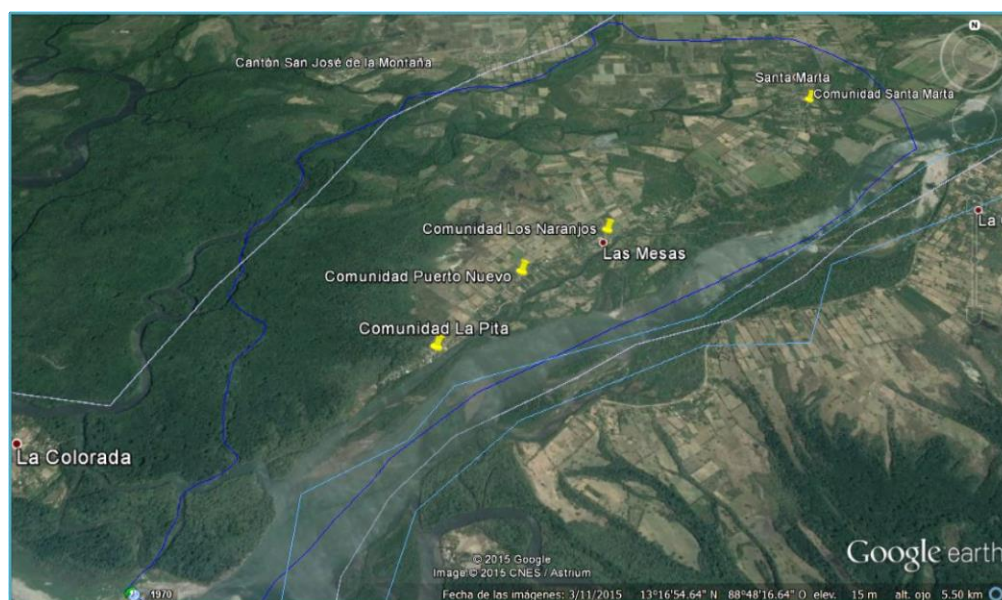 N
Cantón San José de la Montaña
Santa Marta
Comunidad Santa Marta
Comunidad Los Naranjos
Las Mesas
La
Comunidad Puerto Nuevo
Comunidad La Pita
La Colorada
© 2015 Google
Image © 2015 CNES / Astrium
Google earth
1970
Fecha de las imágenes: 3/11/2015 13°16'54.64" N 88°48'16.64" O elev. 15 m alt. ojo 5.50 km